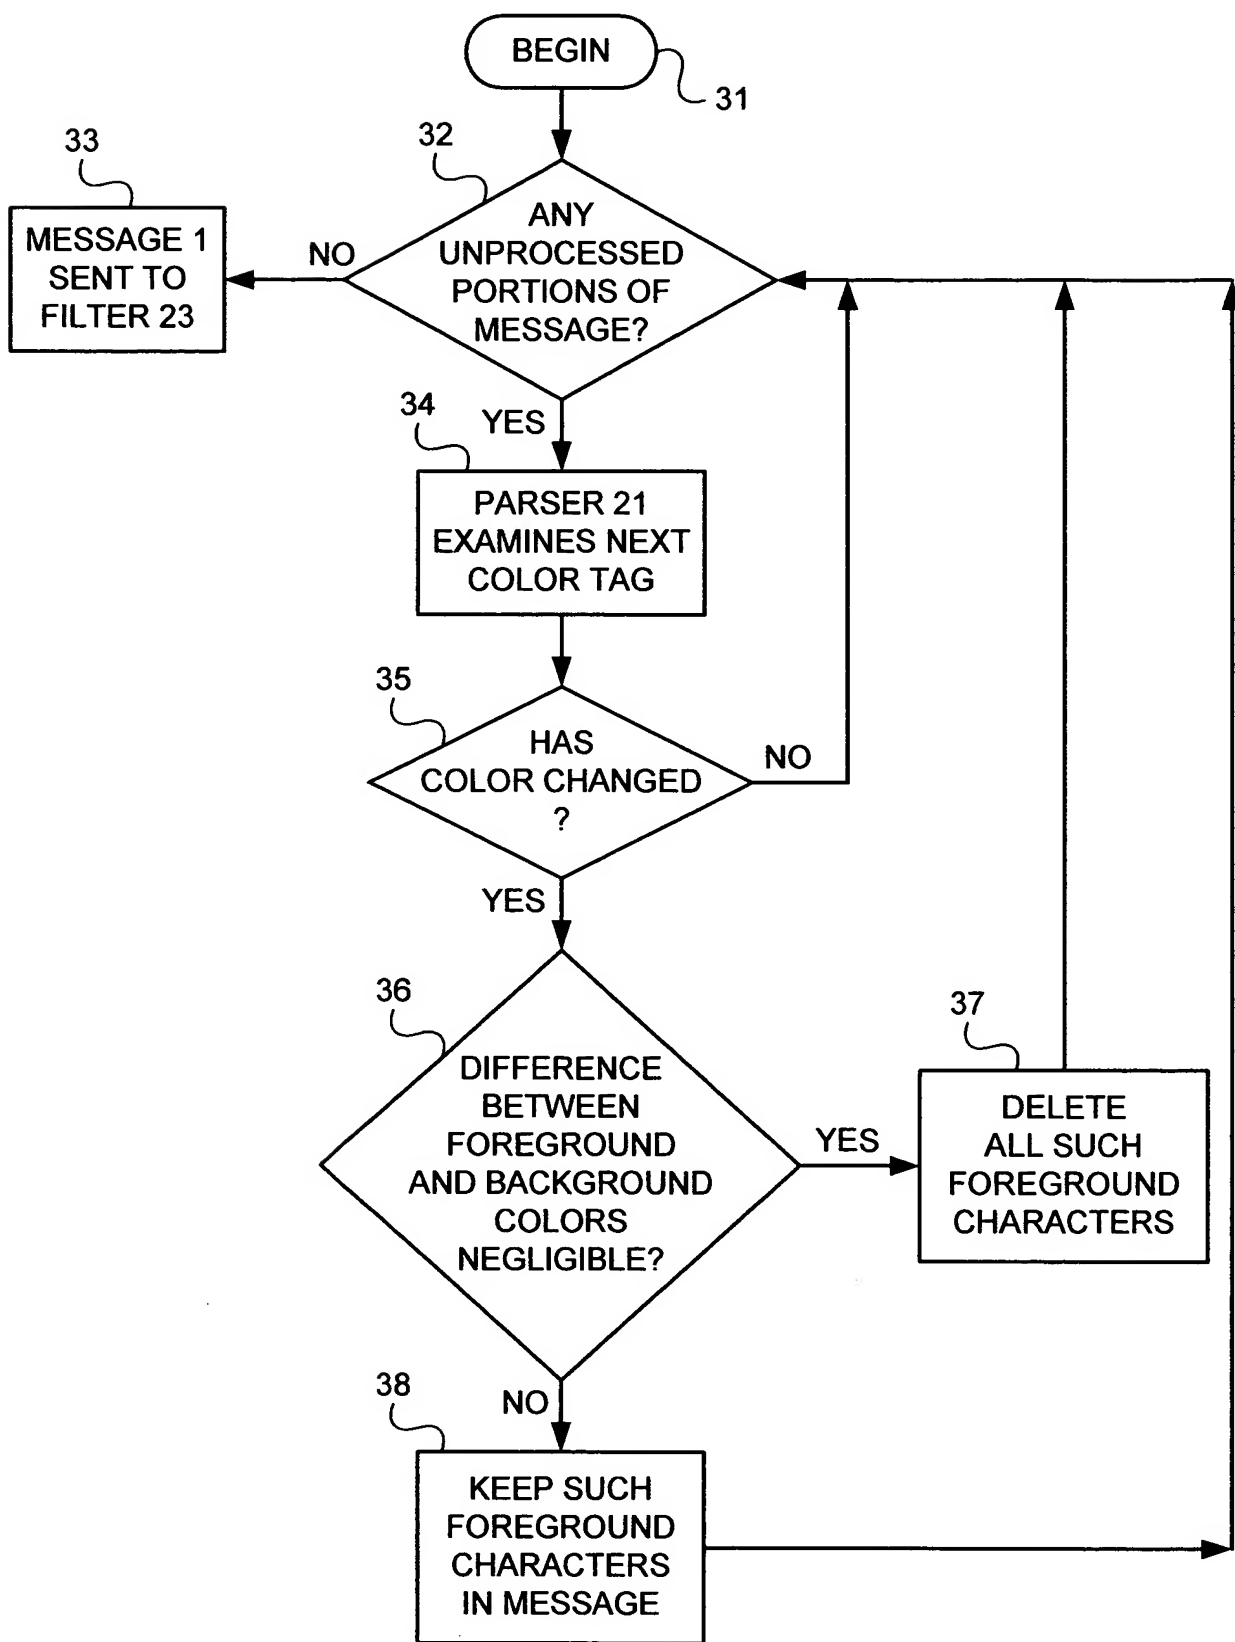 BEGIN
31
32
33
ANY
UNPROCESSED
PORTIONS OF
MESSAGE?
NO
MESSAGE 1
SENT TO
FILTER 23
YES
34
PARSER 21
EXAMINES NEXT
COLOR TAG
35
HAS
COLOR CHANGED
?
NO
YES
36
DIFFERENCE
BETWEEN
FOREGROUND
AND BACKGROUND
COLORS
NEGLIGIBLE?
YES
37
DELETE
ALL SUCH
FOREGROUND
CHARACTERS
NO
38
KEEP SUCH
FOREGROUND
CHARACTERS
IN MESSAGE